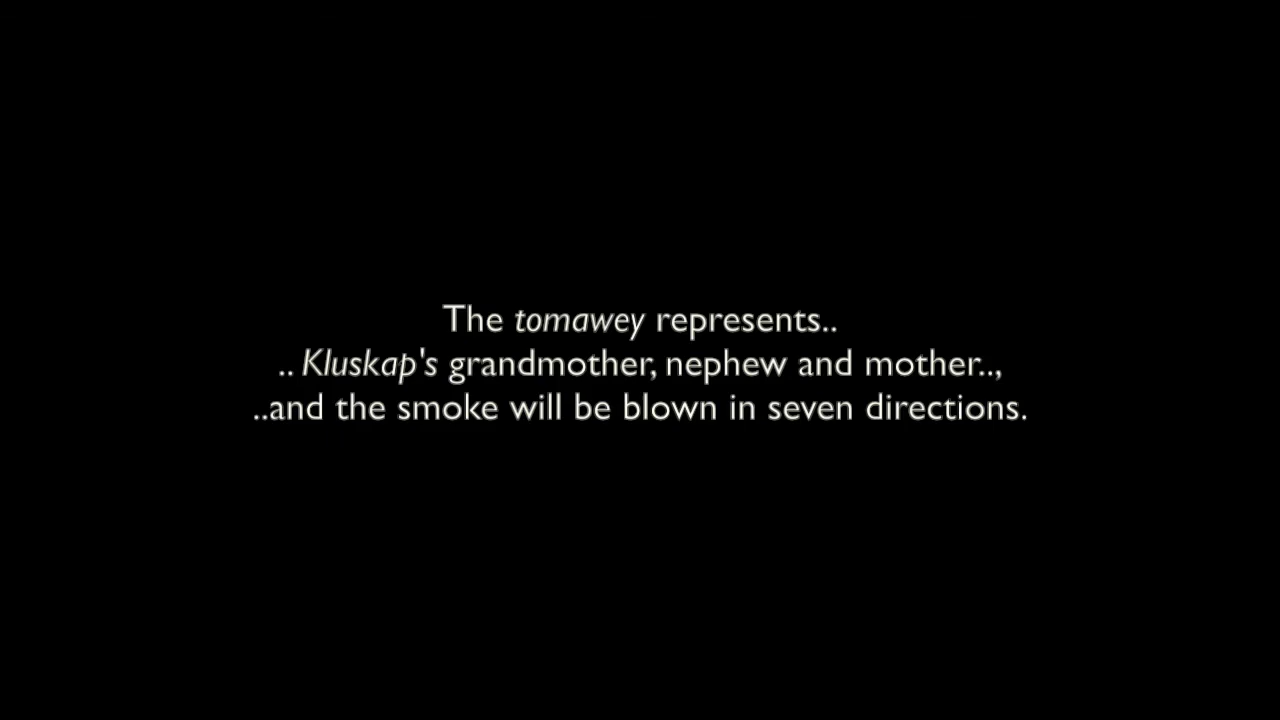 The tomawey represents..
.. Kluskap's grandmother, nephew and mother..,
..and the smoke will be blown in seven directions.